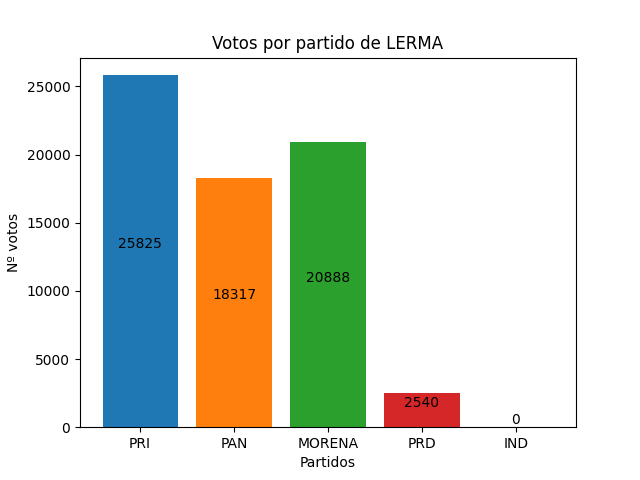 Votos por partido de LERMA
Nº votos
25000
20000
15000
10000
5000
0
25825
18317
20888
2540
0
PRI
PAN
MORENA
PRD
IND
Partidos